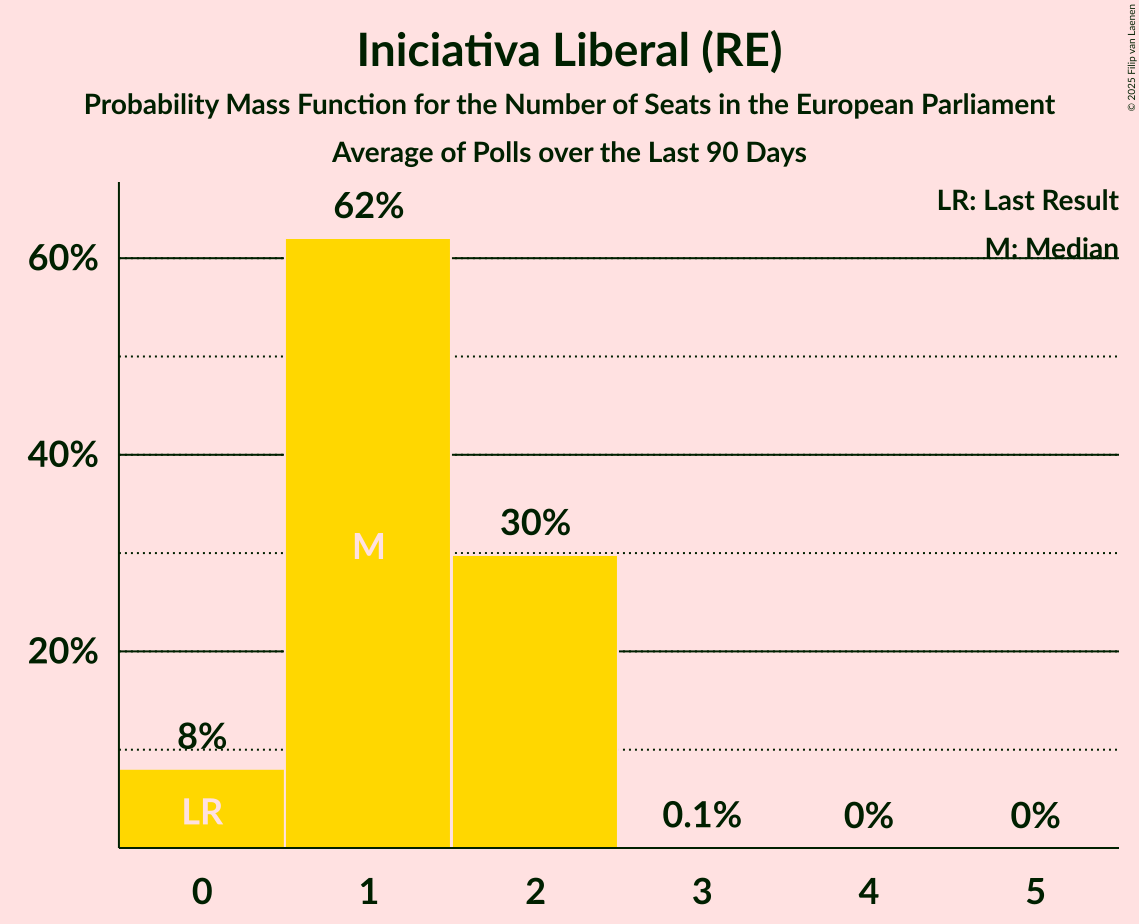 Iniciativa Liberal (RE)
Probability Mass Function for the Number of Seats in the European Parliament
Average of Polls over the Last 90 Days
© 2025 Filip van Laenen
LR: Last Result
M: Median
60%
40%
20%
62%
30%
8%
0.1%
0%
0%
M
LR
0
1
2
3
4
5